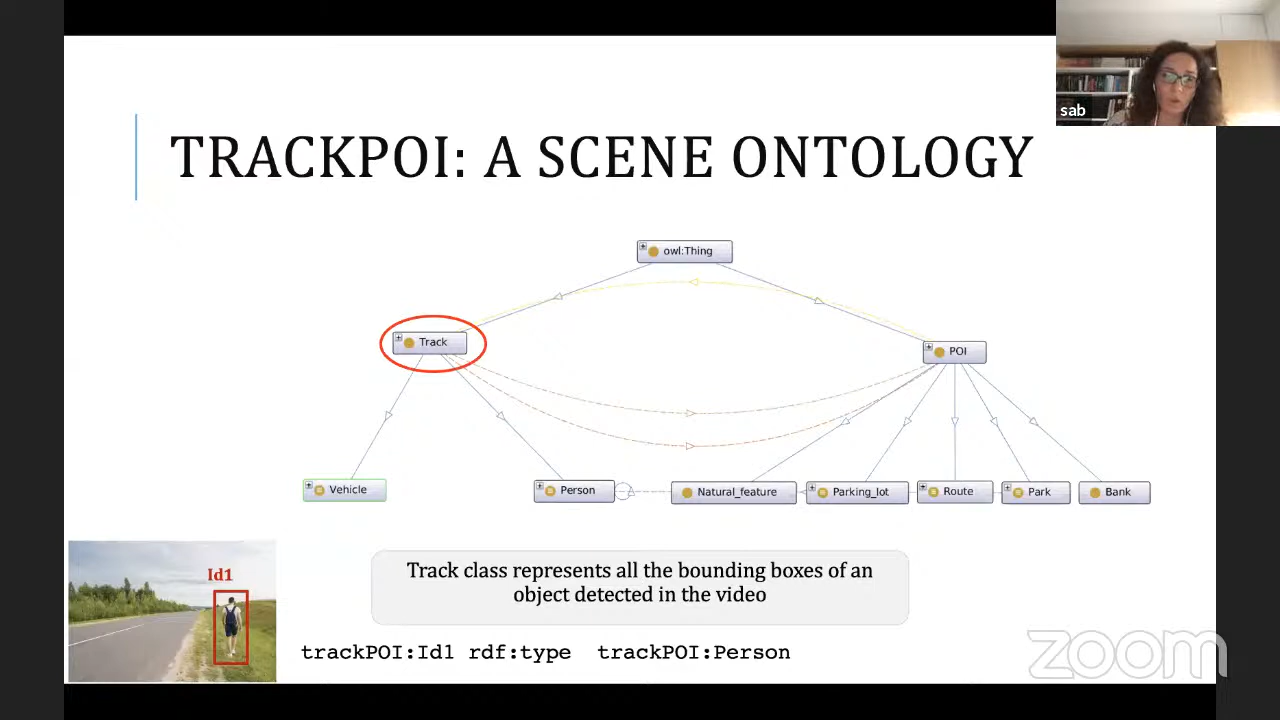 sab
TRACKPOI: A SCENE ONTOLOGY
owl:Thing
Track
POI
Vehicle
Person
Natural_feature
Parking_lot
Route
Park
Bank
Id1
Track class represents all the bounding boxes of an
object detected in the video
trackPOI:Id1 rdf:type trackPOI:Person
zoom